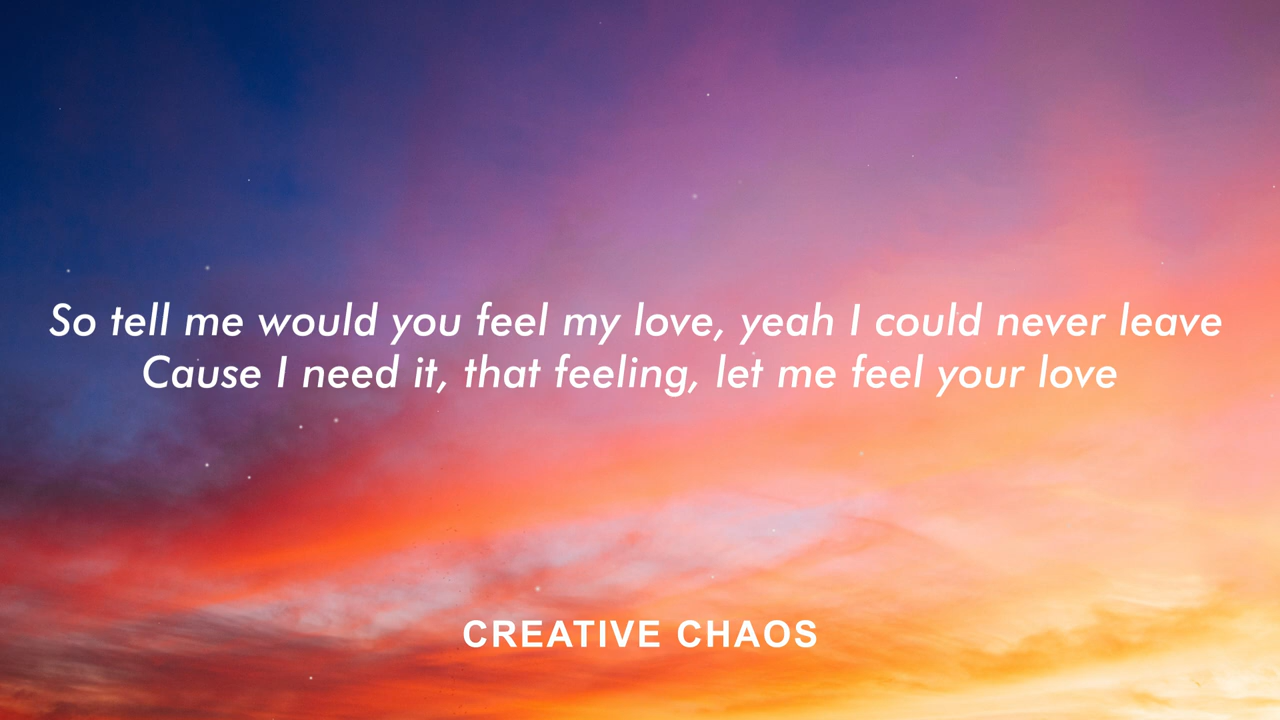 So tell me would you feel my love, yeah I could never leave
Cause I need it, that feeling, let me feel your love
CREATIVE CHAOS